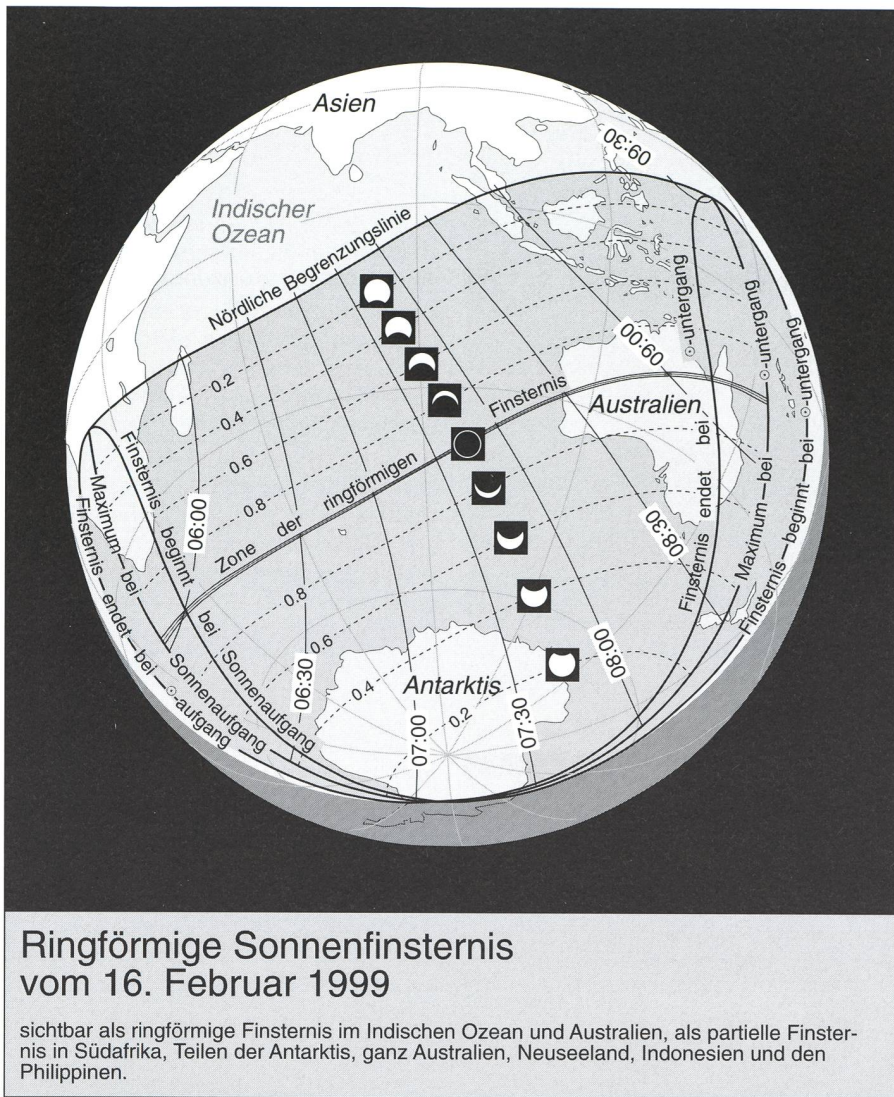 Asien
09:30
Indischer
Ozean
Nördliche Begrenzungslinie
-untergang
-untergang
-untergang
09:00
0.2
0.4
0.6
0.8
Finsternis
Australien
Zone der ringförmigen
Finsternis beginnt bei Sonnenaufgang
Maximum bei Sonnenaufgang
Finsternis endet bei ☉-aufgang
06:00
08:30
Finsternis endet bei ☉
Maximum bei ☉
Finsternis beginnt bei ☉
0.8
0.6
0.4
0.2
06:30
Antarktis
07:00
07:30
08:00
Ringförmige Sonnenfinsternis
vom 16. Februar 1999
sichtbar als ringförmige Finsternis im Indischen Ozean und Australien, als partielle Finster-
nis in Südafrika, Teilen der Antarktis, ganz Australien, Neuseeland, Indonesien und den
Philippinen.